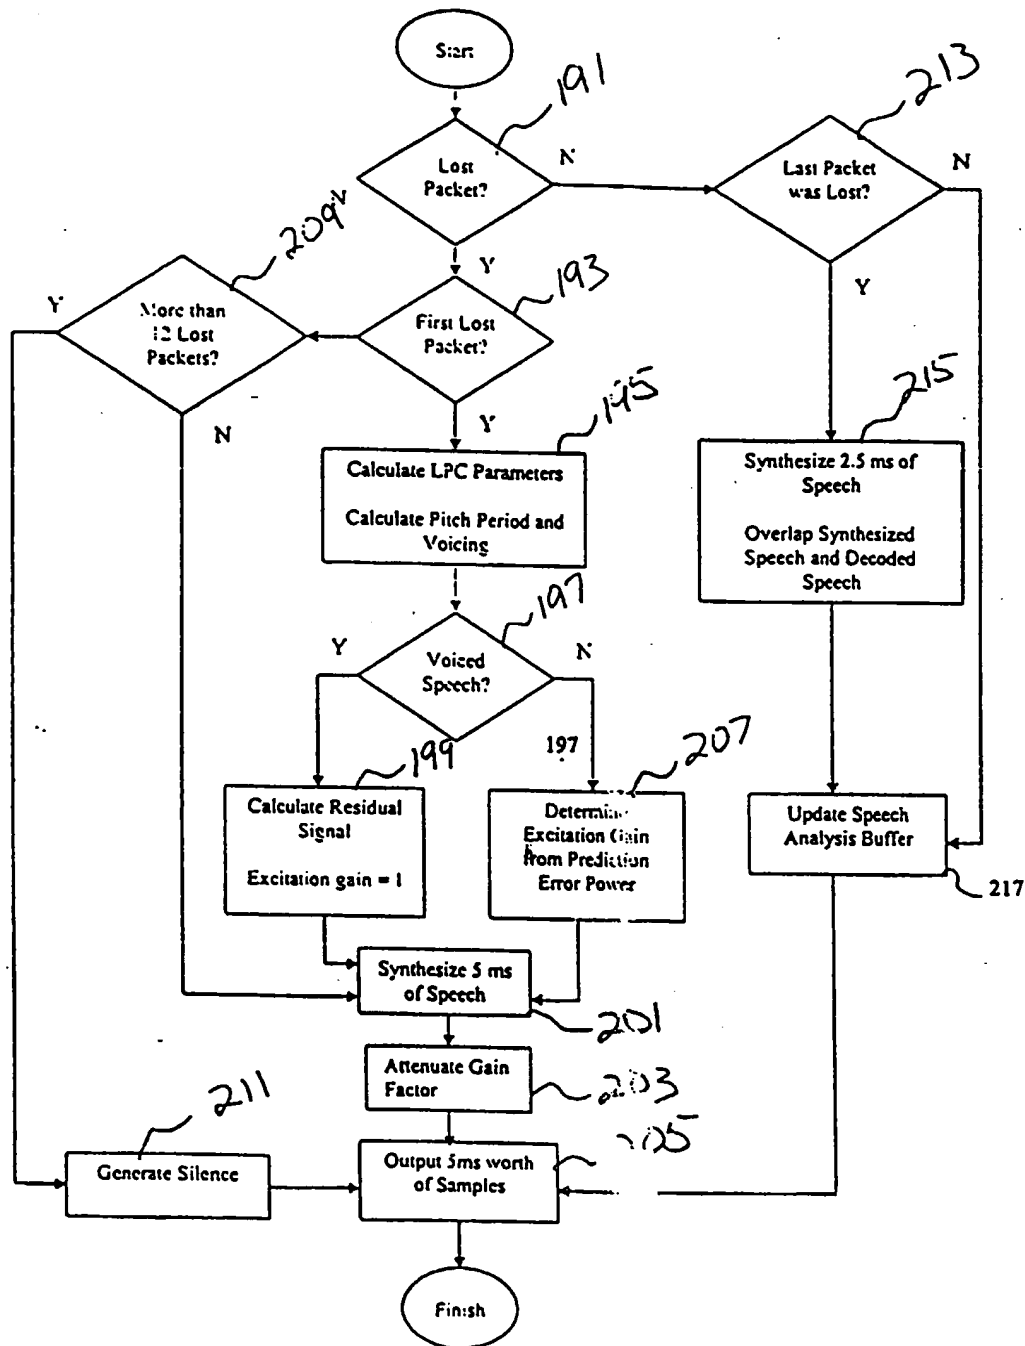 Start
191
213
Lost
Packet?
N
Last Packet
was Lost?
N
209
Y
193
Y
Y
More than
12 Lost
Packets?
First Lost
Packet?
N
Y
195
215
Calculate LPC Parameters
Calculate Pitch Period and
Voicing
Synthesize 2.5 ms of
Speech
Overlap Synthesized
Speech and Decoded
Speech
197
Y
Voiced
Speech?
N
199
197
207
Calculate Residual
Signal
Excitation gain = 1
Determine
Excitation Gain
from Prediction
Error Power
Update Speech
Analysis Buffer
217
Synthesize 5 ms
of Speech
201
Attenuate Gain
Factor
203
211
205
Generate Silence
Output 5ms worth
of Samples
Finish